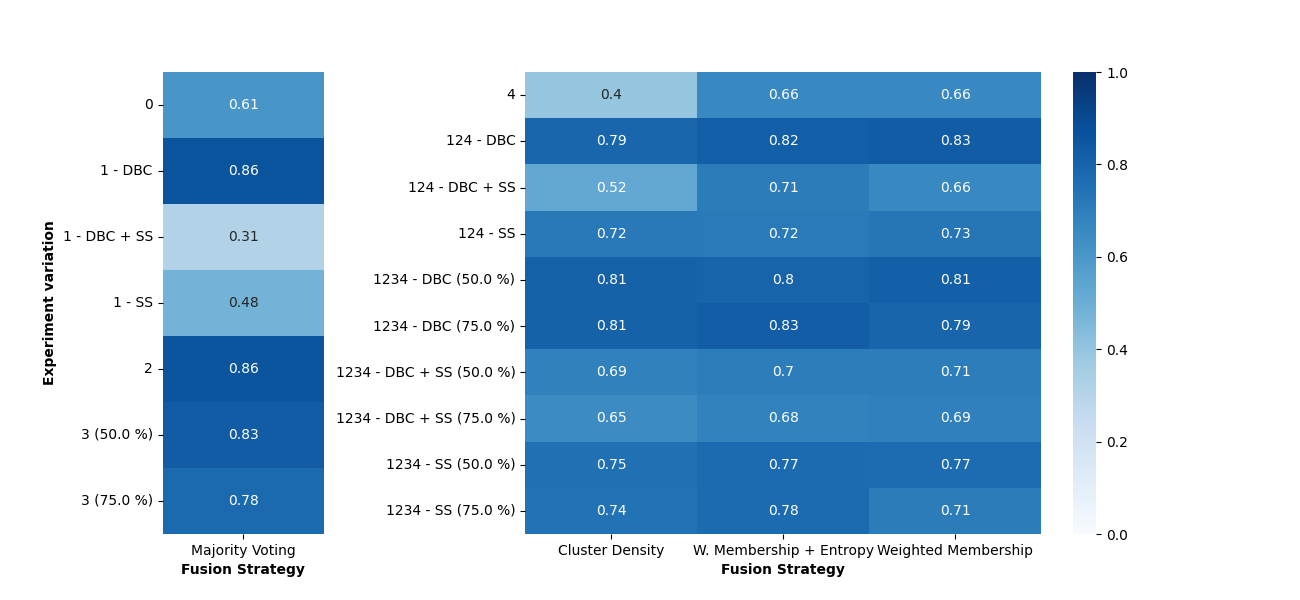 Experiment variation
0 0.61
1 - DBC 0.86
1 - DBC + SS 0.31
1 - SS 0.48
2 0.86
3 (50.0 %) 0.83
3 (75.0 %) 0.78
Majority Voting
Fusion Strategy
4 0.4 0.66 0.66
124 - DBC 0.79 0.82 0.83
124 - DBC + SS 0.52 0.71 0.66
124 - SS 0.72 0.72 0.73
1234 - DBC (50.0 %) 0.81 0.8 0.81
1234 - DBC (75.0 %) 0.81 0.83 0.79
1234 - DBC + SS (50.0 %) 0.69 0.7 0.71
1234 - DBC + SS (75.0 %) 0.65 0.68 0.69
1234 - SS (50.0 %) 0.75 0.77 0.77
1234 - SS (75.0 %) 0.74 0.78 0.71
Cluster Density W. Membership + Entropy Weighted Membership
Fusion Strategy
1.0
0.8
0.6
0.4
0.2
0.0